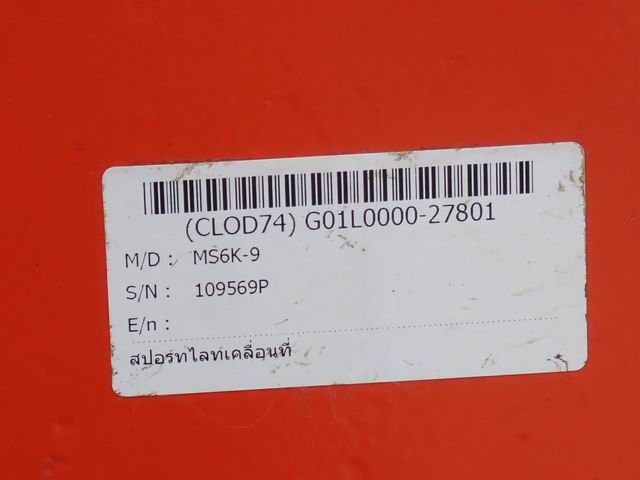 (CLOD74) G01L0000-27801
M/D : MS6K-9
S/N : 109569P
E/n :
สปอร์ทไลท์เคลื่อนที่